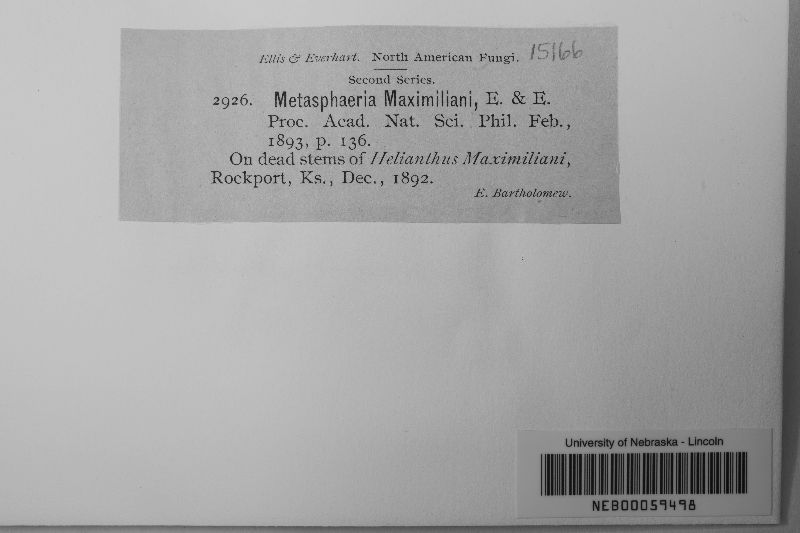 Ellis & Everhart. North American Fungi. 15166
Second Series.
2926. Metasphaeria Maximiliani, E. & E.
Proc. Acad. Nat. Sci. Phil. Feb.,
1893, p. 136.
On dead stems of Helianthus Maximiliani,
Rockport, Ks., Dec., 1892.
E. Bartholomew.
University of Nebraska - Lincoln
NEB00059498